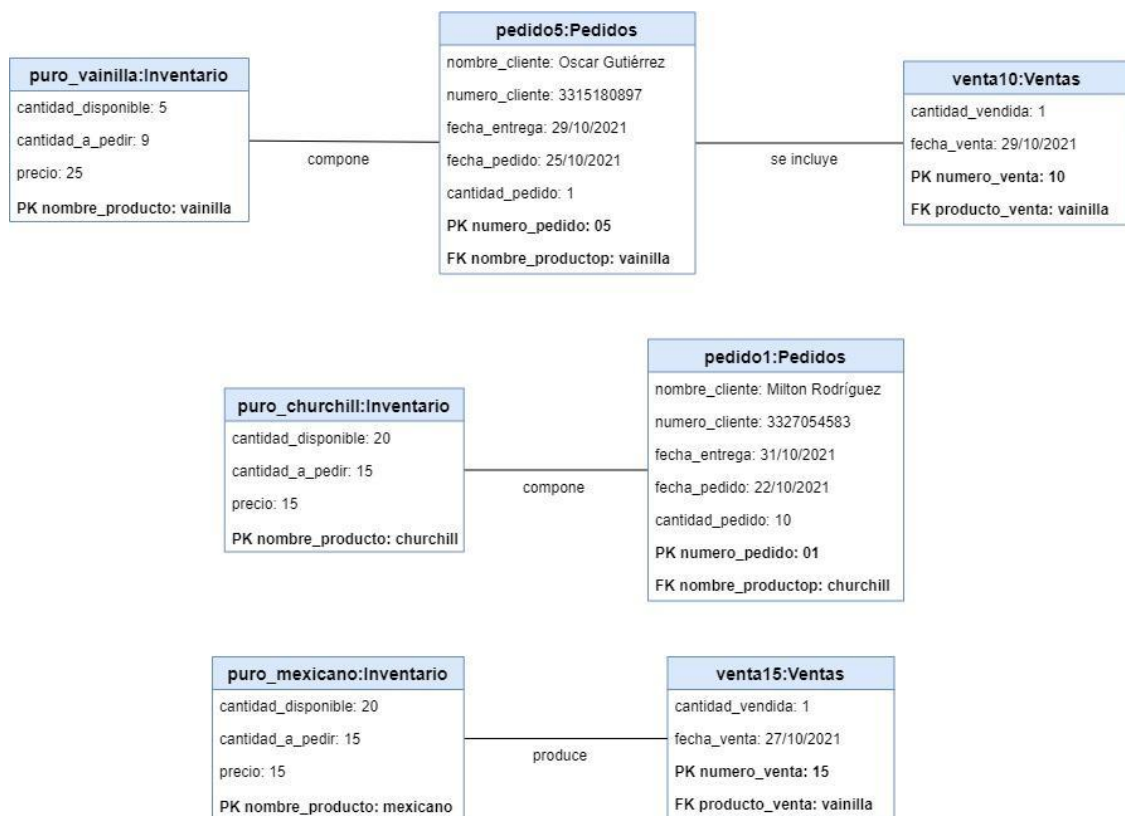 pedido5:Pedidos
nombre_cliente: Oscar Gutiérrez
numero_cliente: 3315180897
fecha_entrega: 29/10/2021
fecha_pedido: 25/10/2021
cantidad_pedido: 1
PK numero_pedido: 05
FK nombre_productop: vainilla
puro_vainilla:Inventario
cantidad_disponible: 5
cantidad_a_pedir: 9
precio: 25
PK nombre_producto: vainilla
compone
se incluye
venta10:Ventas
cantidad_vendida: 1
fecha_venta: 29/10/2021
PK numero_venta: 10
FK producto_venta: vainilla
puro_churchill:Inventario
cantidad_disponible: 20
cantidad_a_pedir: 15
precio: 15
PK nombre_producto: churchill
compone
pedido1:Pedidos
nombre_cliente: Milton Rodríguez
numero_cliente: 3327054583
fecha_entrega: 31/10/2021
fecha_pedido: 22/10/2021
cantidad_pedido: 10
PK numero_pedido: 01
FK nombre_productop: churchill
puro_mexicano:Inventario
cantidad_disponible: 20
cantidad_a_pedir: 15
precio: 15
PK nombre_producto: mexicano
produce
venta15:Ventas
cantidad_vendida: 1
fecha_venta: 27/10/2021
PK numero_venta: 15
FK producto_venta: vainilla